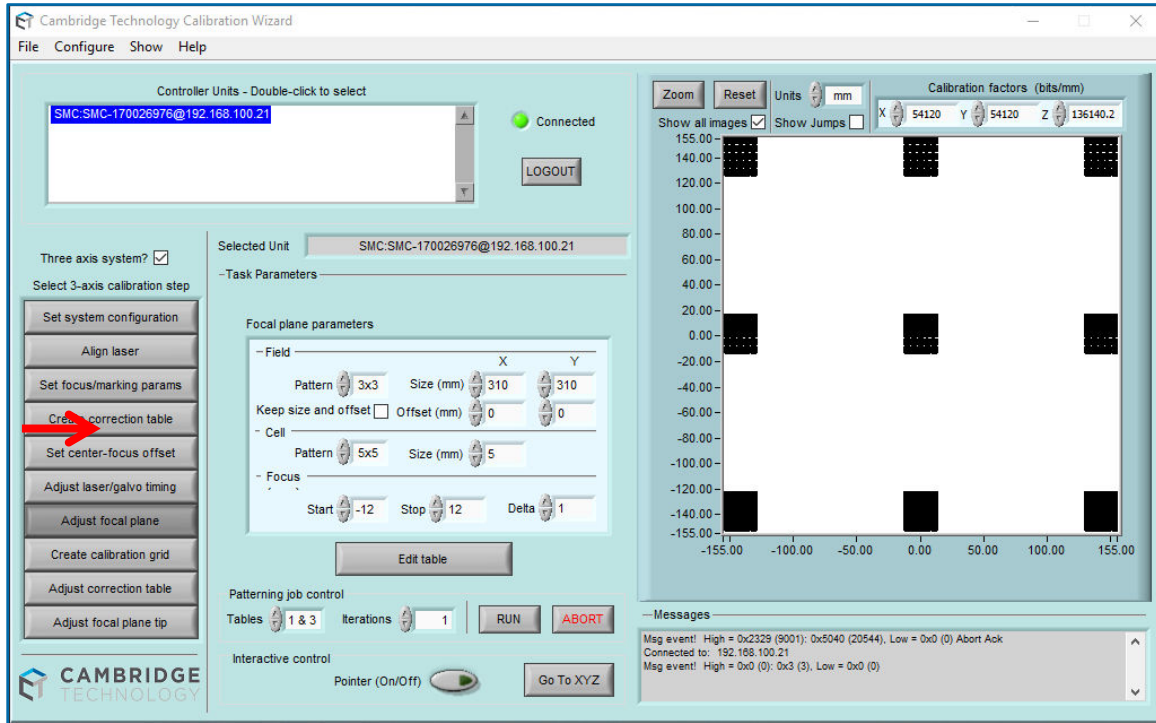 Cambridge Technology Calibration Wizard
File Configure Show Help
Controller Units - Double-click to select
SMC:SMC-170026976@192.168.100.21
Connected
LOGOUT
Three axis system?
Select 3-axis calibration step
Set system configuration
Align laser
Set focus/marking params
Create correction table
Set center-focus offset
Adjust laser/galvo timing
Adjust focal plane
Create calibration grid
Adjust correction table
Adjust focal plane tip
CAMBRIDGE
TECHNOLOGY
Selected Unit SMC:SMC-170026976@192.168.100.21
Task Parameters
Focal plane parameters
Field
X Y
Pattern 3x3 Size (mm) 310 310
Keep size and offset Offset (mm) 0 0
Cell
Pattern 5x5 Size (mm) 5
Focus
Start -12 Stop 12 Delta 1
Edit table
Patterning job control
Tables 1 & 3 Iterations 1 RUN ABORT
Interactive control
Pointer (On/Off) Go To XYZ
Zoom Reset Units mm
Calibration factors (bits/mm)
Show all images Show Jumps X 54120 Y 54120 Z 136140.2
155.00
140.00
120.00
100.00
80.00
60.00
40.00
20.00
0.00
-20.00
-40.00
-60.00
-80.00
-100.00
-120.00
-140.00
-155.00
-155.00 -100.00 -50.00 0.00 50.00 100.00 155.00
Messages
Msg event! High = 0x2329 (9001): 0x5040 (20544), Low = 0x0 (0) Abort Ack
Connected to: 192.168.100.21
Msg event! High = 0x0 (0): 0x3 (3), Low = 0x0 (0)